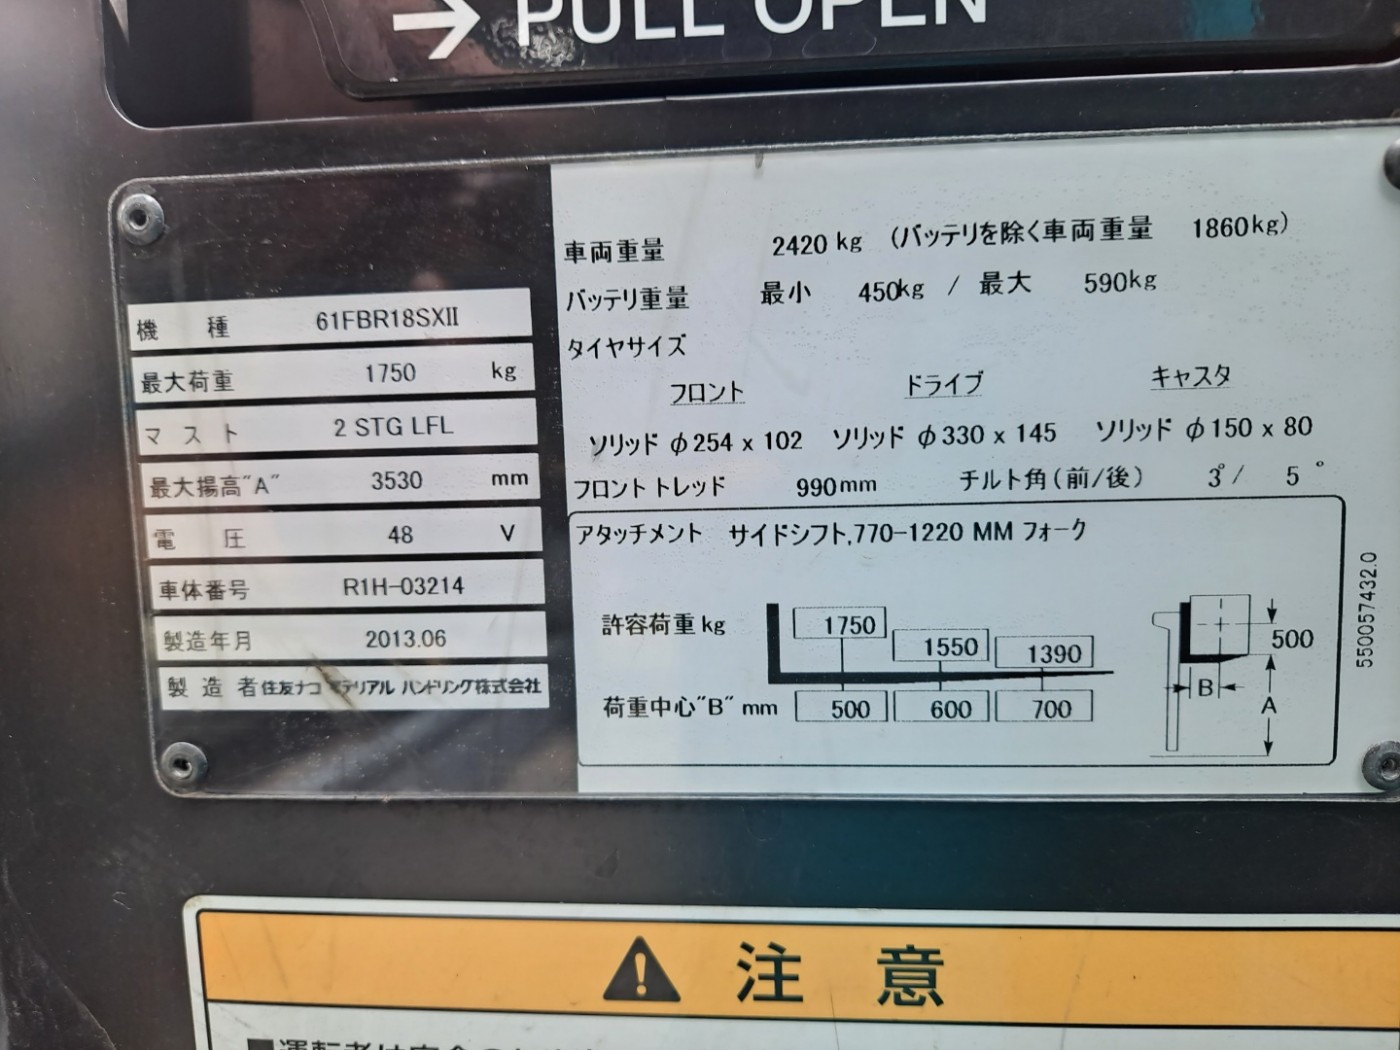 → PULL OPEN
機 種 61FBR18SXII
最大荷重 1750 kg
マスト 2 STG LFL
最大揚高"A" 3530 mm
電 圧 48 V
車体番号 R1H-03214
製造年月 2013.06
製造者 住友ナコ マテリアル ハンドリング株式会社
車両重量 2420 kg (バッテリを除く車両重量 1860kg)
バッテリ重量 最小 450kg / 最大 590kg
タイヤサイズ
フロント ドライブ キャスタ
ソリッド φ254 x 102 ソリッド φ330 x 145 ソリッド φ150 x 80
フロント トレッド 990mm チルト角(前/後) 3°/ 5°
アタッチメント サイドシフト,770-1220 MM フォーク
許容荷重 kg 1750 1550 1390
荷重中心"B" mm 500 600 700
500
B
A
550057432.0
注 意